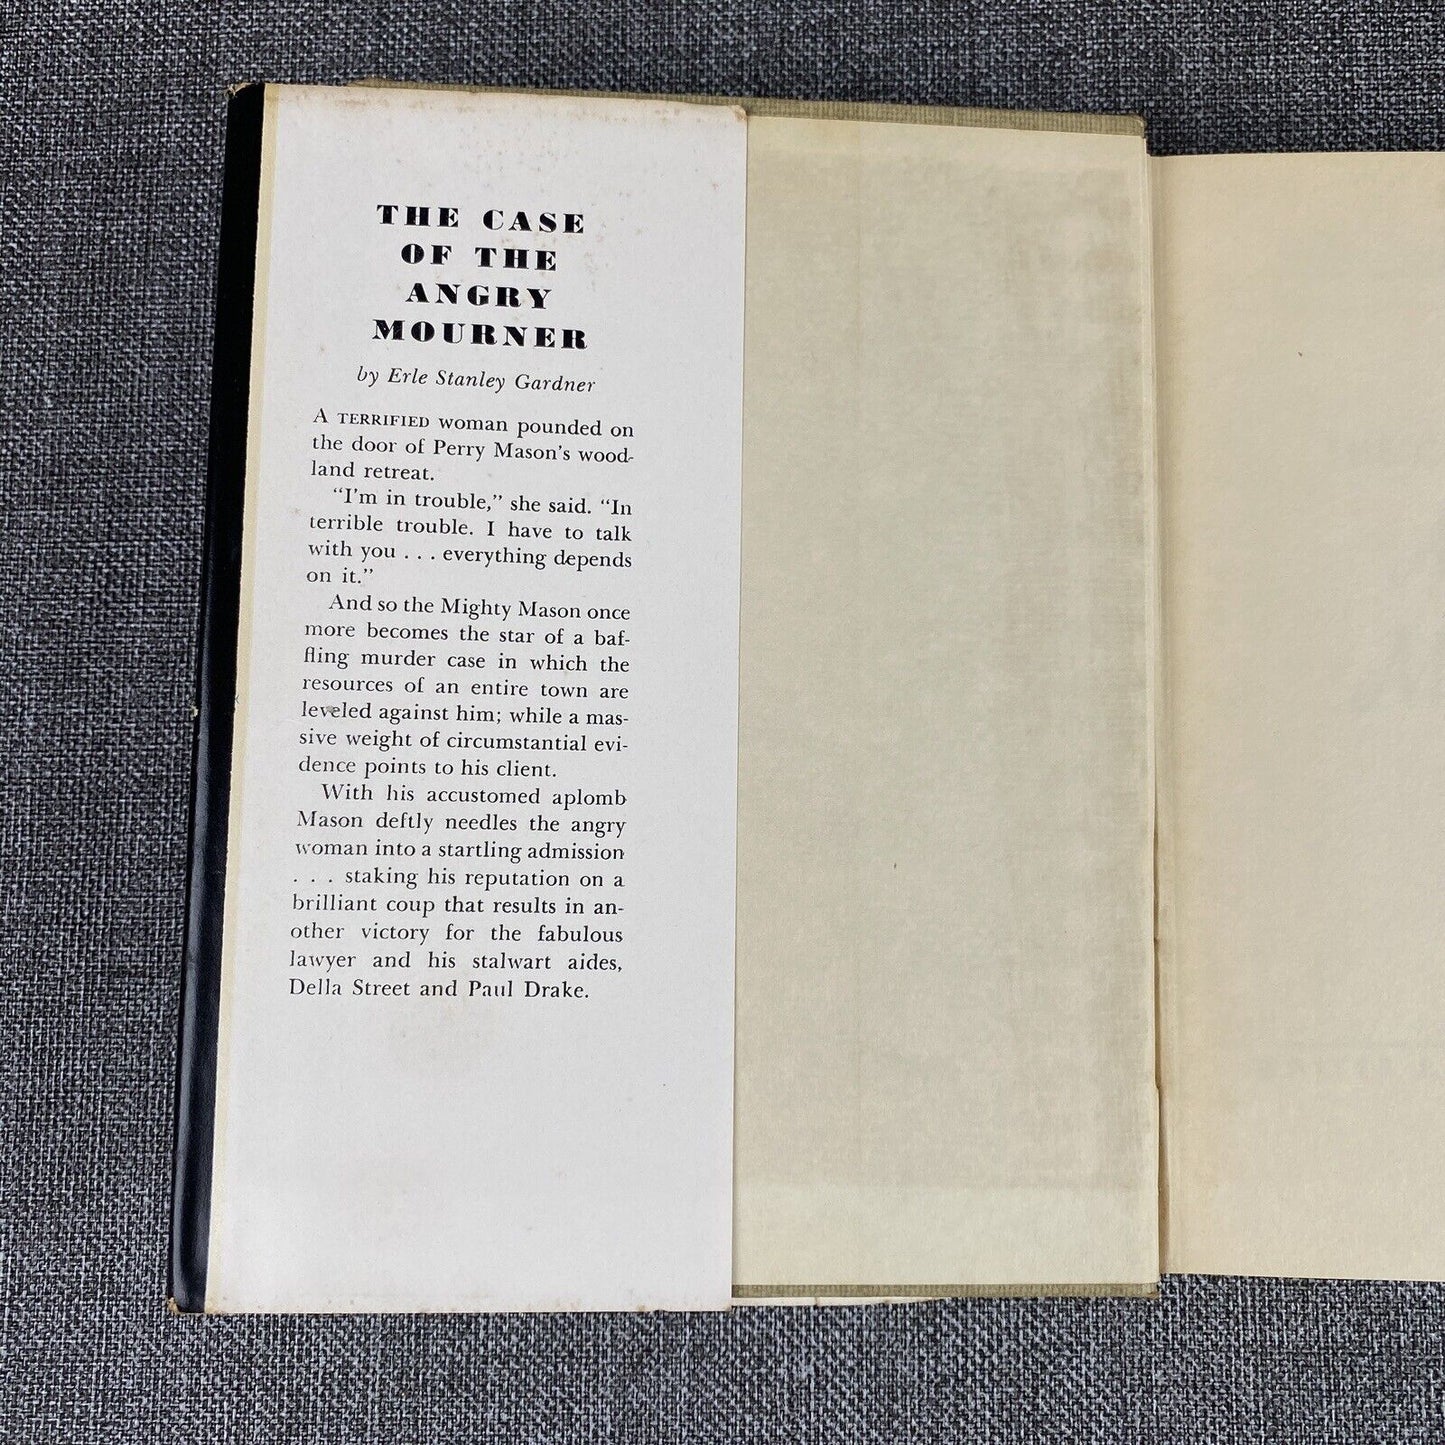 THE CASE
OF THE
ANGRY
MOURNER
by Erle Stanley Gardner
A TERRIFIED woman pounded on
the door of Perry Mason's wood-
land retreat.
"I'm in trouble," she said. "In
terrible trouble. I have to talk
with you . . . everything depends
on it."
And so the Mighty Mason once
more becomes the star of a baf-
fling murder case in which the
resources of an entire town are
leveled against him; while a mas-
sive weight of circumstantial evi-
dence points to his client.
With his accustomed aplomb
Mason deftly needles the angry
woman into a startling admission
. . . staking his reputation on a
brilliant coup that results in an-
other victory for the fabulous
lawyer and his stalwart aides,
Della Street and Paul Drake.